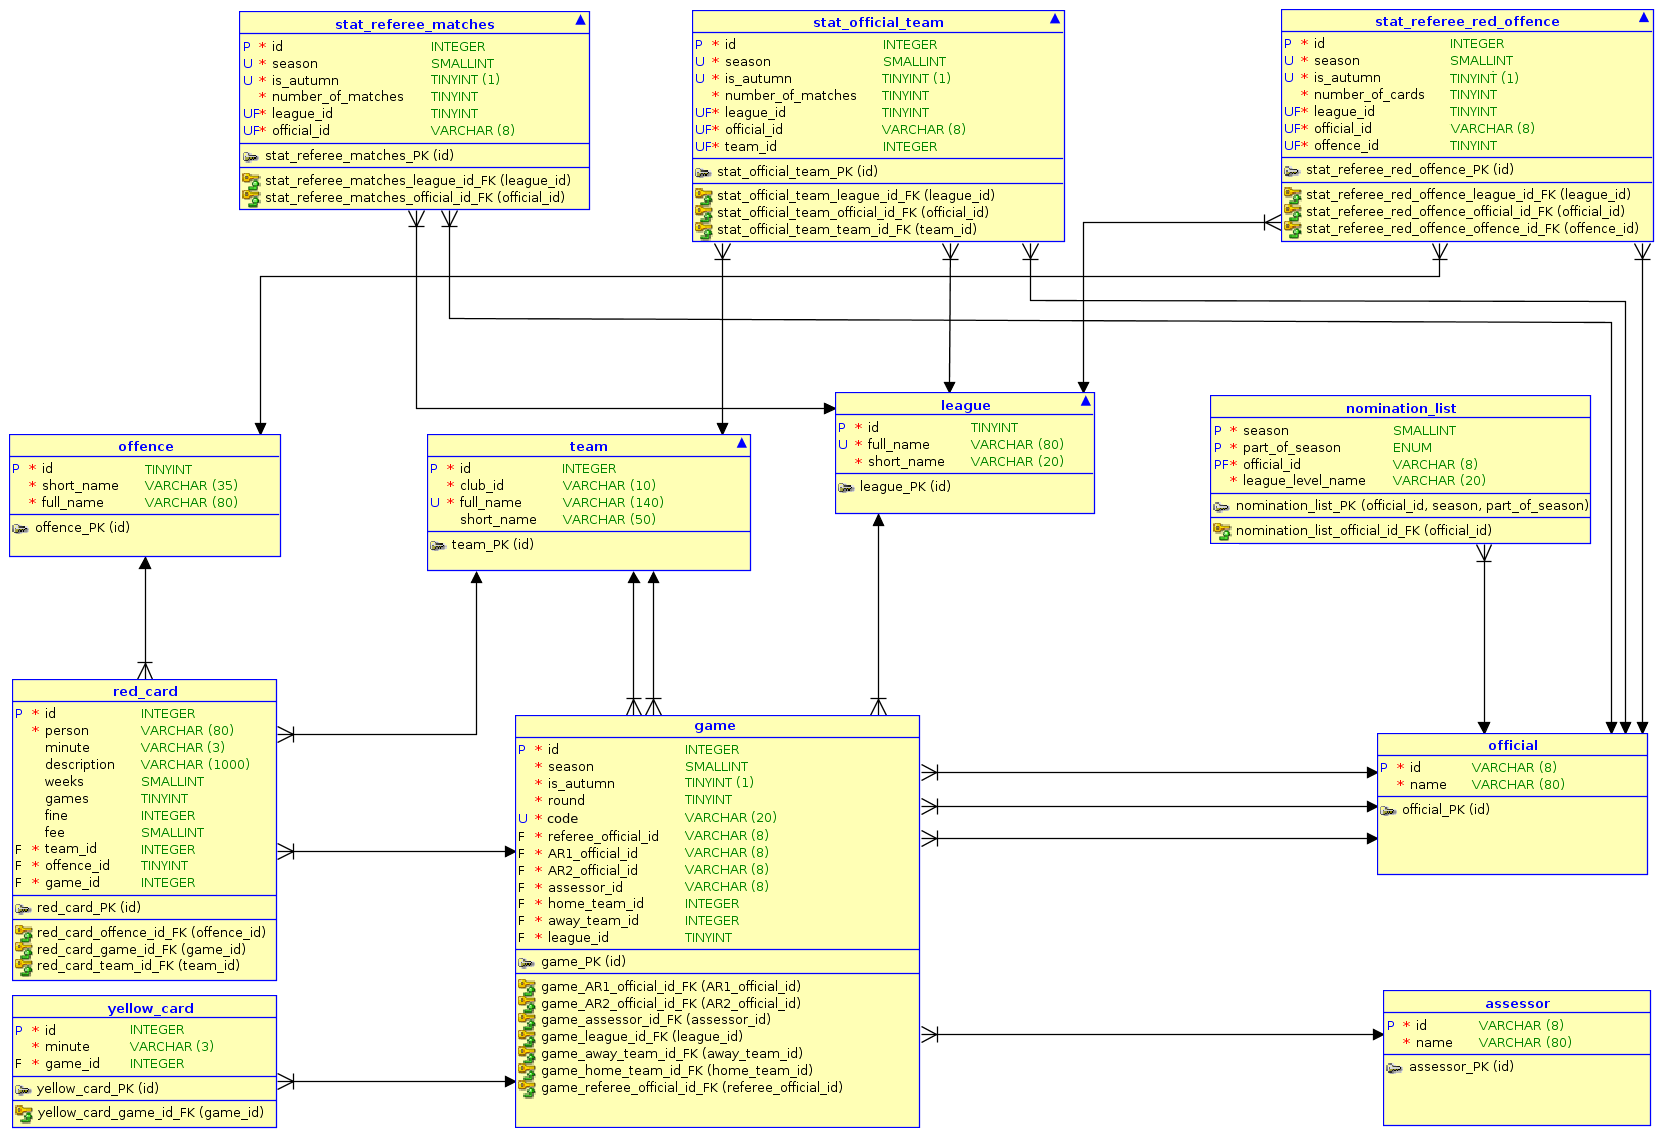 stat_referee_matches
P * id INTEGER
U * season SMALLINT
U * is_autumn TINYINT (1)
* number_of_matches TINYINT
UF* league_id TINYINT
UF* official_id VARCHAR (8)
stat_referee_matches_PK (id)
stat_referee_matches_league_id_FK (league_id)
stat_referee_matches_official_id_FK (official_id)
stat_official_team
P * id INTEGER
U * season SMALLINT
U * is_autumn TINYINT (1)
* number_of_matches TINYINT
UF* league_id TINYINT
UF* official_id VARCHAR (8)
UF* team_id INTEGER
stat_official_team_PK (id)
stat_official_team_league_id_FK (league_id)
stat_official_team_official_id_FK (official_id)
stat_official_team_team_id_FK (team_id)
stat_referee_red_offence
P * id INTEGER
U * season SMALLINT
U * is_autumn TINYINT (1)
* number_of_cards TINYINT
UF* league_id TINYINT
UF* official_id VARCHAR (8)
UF* offence_id TINYINT
stat_referee_red_offence_PK (id)
stat_referee_red_offence_league_id_FK (league_id)
stat_referee_red_offence_official_id_FK (official_id)
stat_referee_red_offence_offence_id_FK (offence_id)
offence
P * id TINYINT
* short_name VARCHAR (35)
* full_name VARCHAR (80)
offence_PK (id)
team
P * id INTEGER
* club_id VARCHAR (10)
U * full_name VARCHAR (140)
short_name VARCHAR (50)
team_PK (id)
league
P * id TINYINT
U * full_name VARCHAR (80)
* short_name VARCHAR (20)
league_PK (id)
nomination_list
P * season SMALLINT
P * part_of_season ENUM
PF* official_id VARCHAR (8)
* league_level_name VARCHAR (20)
nomination_list_PK (official_id, season, part_of_season)
nomination_list_official_id_FK (official_id)
red_card
P * id INTEGER
* person VARCHAR (80)
minute VARCHAR (3)
description VARCHAR (1000)
weeks SMALLINT
games TINYINT
fine INTEGER
fee SMALLINT
F * team_id INTEGER
F * offence_id TINYINT
F * game_id INTEGER
red_card_PK (id)
red_card_offence_id_FK (offence_id)
red_card_game_id_FK (game_id)
red_card_team_id_FK (team_id)
game
P * id INTEGER
* season SMALLINT
* is_autumn TINYINT (1)
* round TINYINT
U * code VARCHAR (20)
F * referee_official_id VARCHAR (8)
F * AR1_official_id VARCHAR (8)
F * AR2_official_id VARCHAR (8)
F * assessor_id VARCHAR (8)
F * home_team_id INTEGER
F * away_team_id INTEGER
F * league_id TINYINT
game_PK (id)
game_AR1_official_id_FK (AR1_official_id)
game_AR2_official_id_FK (AR2_official_id)
game_assessor_id_FK (assessor_id)
game_league_id_FK (league_id)
game_away_team_id_FK (away_team_id)
game_home_team_id_FK (home_team_id)
game_referee_official_id_FK (referee_official_id)
official
P * id VARCHAR (8)
* name VARCHAR (80)
official_PK (id)
yellow_card
P * id INTEGER
* minute VARCHAR (3)
F * game_id INTEGER
yellow_card_PK (id)
yellow_card_game_id_FK (game_id)
assessor
P * id VARCHAR (8)
* name VARCHAR (80)
assessor_PK (id)